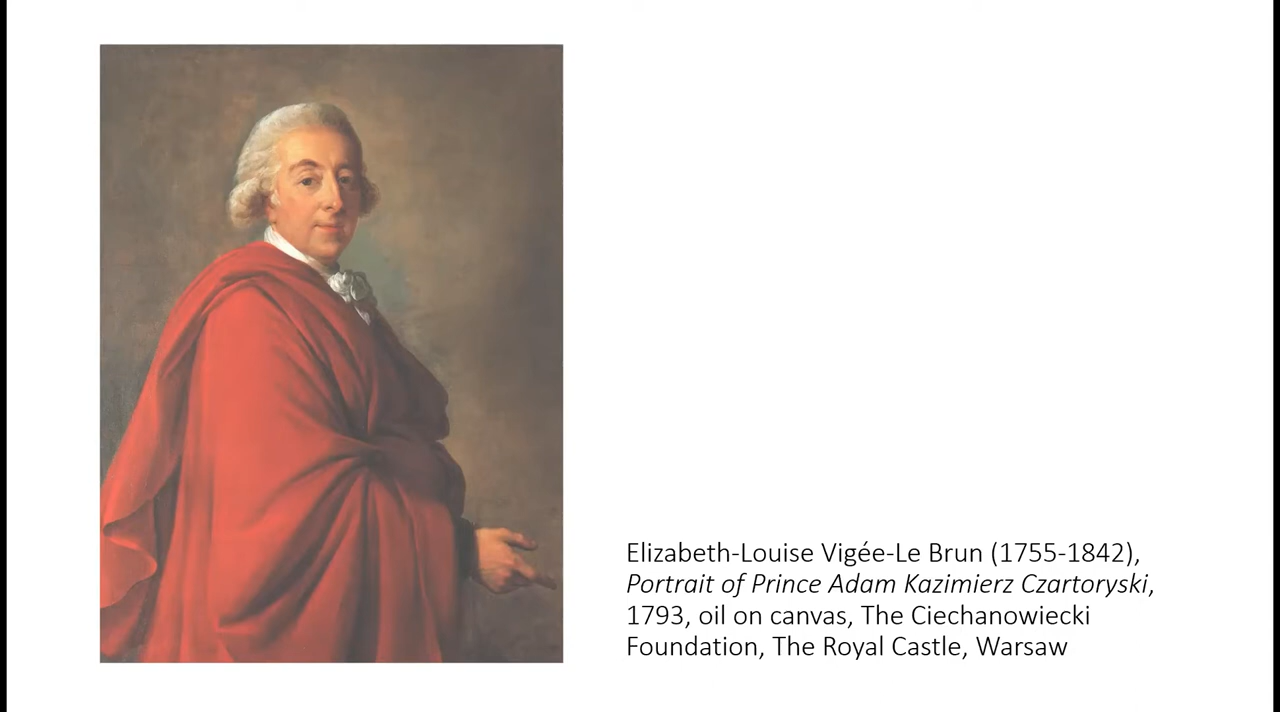 Elizabeth-Louise Vigée-Le Brun (1755-1842),
Portrait of Prince Adam Kazimierz Czartoryski,
1793, oil on canvas, The Ciechanowiecki
Foundation, The Royal Castle, Warsaw